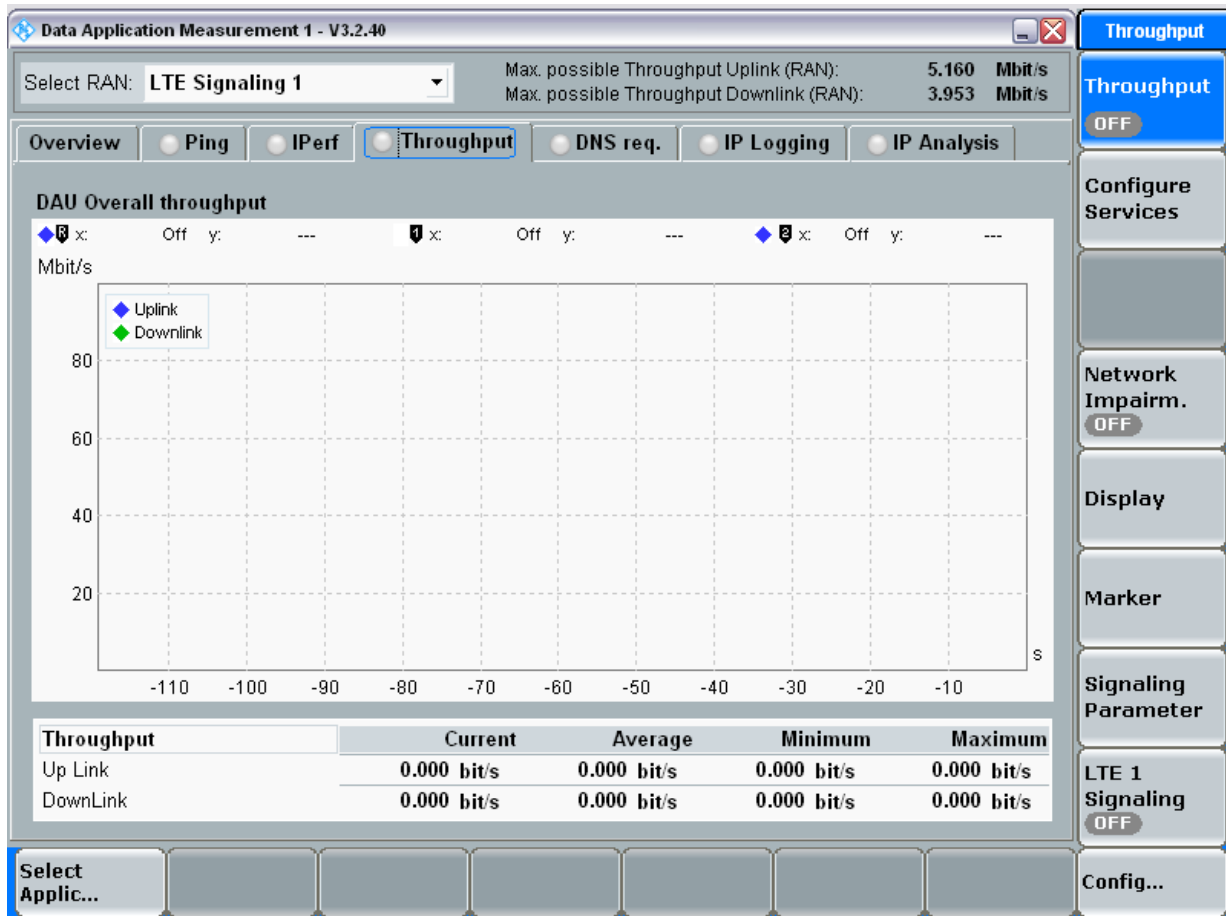 Data Application Measurement 1 - V3.2.40
Throughput
Select RAN: LTE Signaling 1
Max. possible Throughput Uplink (RAN): 5.160 Mbit/s
Max. possible Throughput Downlink (RAN): 3.953 Mbit/s
Throughput
OFF
Overview Ping IPerf Throughput DNS req. IP Logging IP Analysis
Configure
Services
DAU Overall throughput
R x: Off y: --- 1 x: Off y: --- 2 x: Off y: ---
Mbit/s
Uplink
Downlink
80
60
40
20
s
-110 -100 -90 -80 -70 -60 -50 -40 -30 -20 -10
Network
Impairm.
OFF
Display
Marker
Signaling
Parameter
Throughput Current Average Minimum Maximum
Up Link 0.000 bit/s 0.000 bit/s 0.000 bit/s 0.000 bit/s
DownLink 0.000 bit/s 0.000 bit/s 0.000 bit/s 0.000 bit/s
LTE 1
Signaling
OFF
Select
Applic...
Config...